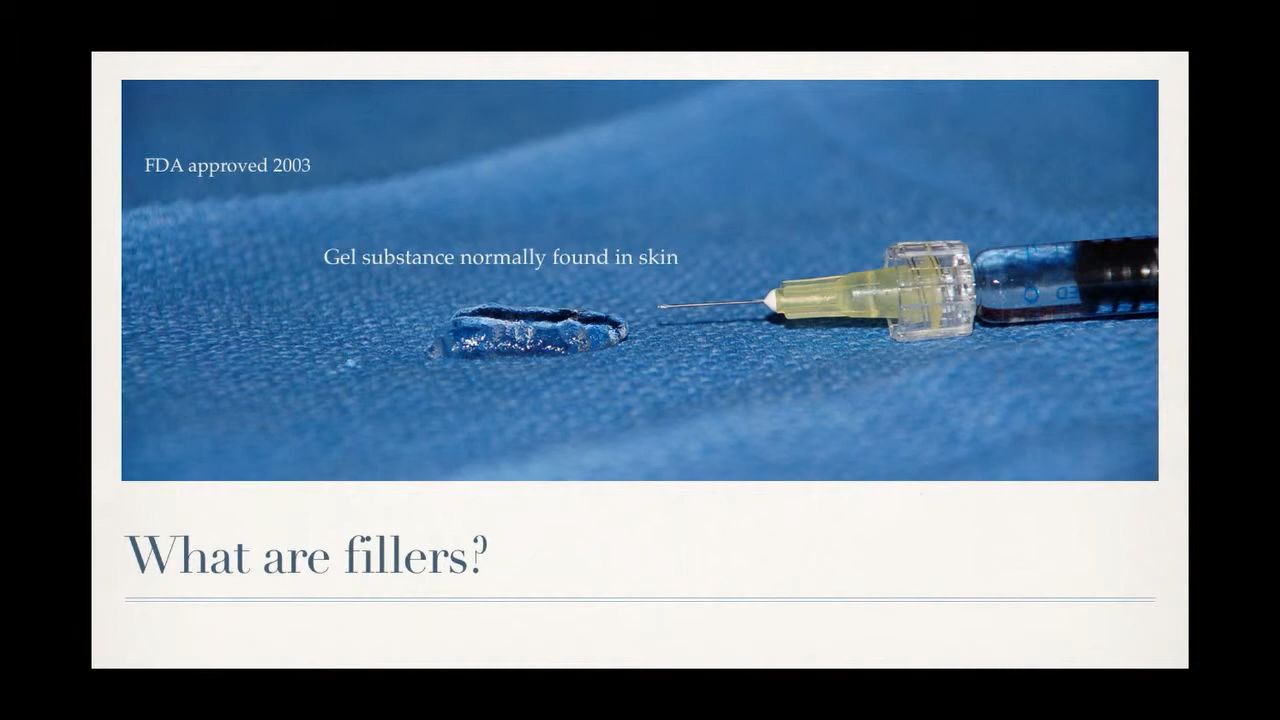 FDA approved 2003
Gel substance normally found in skin
What are fillers?